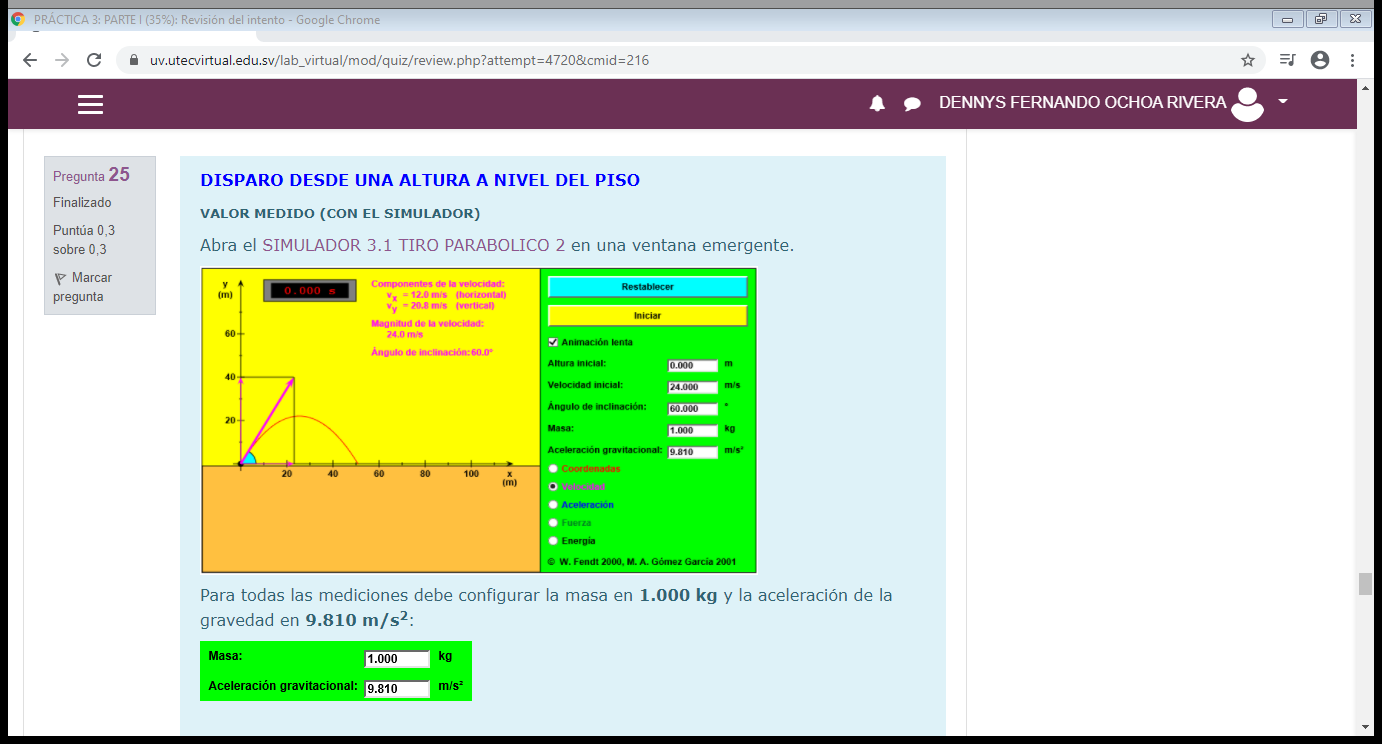 PRÁCTICA 3: PARTE I (35%): Revisión del intento - Google Chrome
uv.utecvirtual.edu.sv/lab_virtual/mod/quiz/review.php?attempt=4720&cmid=216
DENNYS FERNANDO OCHOA RIVERA
Pregunta 25
Finalizado
Puntúa 0,3
sobre 0,3
Marcar
pregunta
DISPARO DESDE UNA ALTURA A NIVEL DEL PISO
VALOR MEDIDO (CON EL SIMULADOR)
Abra el SIMULADOR 3.1 TIRO PARABOLICO 2 en una ventana emergente.
y
(m)
0.000 s
Componentes de la velocidad:
vx = 12.0 m/s (horizontal)
vy = 20.8 m/s (vertical)
Magnitud de la velocidad:
24.0 m/s
Ángulo de inclinación: 60.0°
60
40
20
20 40 60 80 100 x
(m)
Restablecer
Iniciar
Animación lenta
Altura inicial: 0.000 m
Velocidad inicial: 24.000 m/s
Ángulo de inclinación: 60.000 °
Masa: 1.000 kg
Aceleración gravitacional: 9.810 m/s²
Coordenadas
Velocidad
Aceleración
Fuerza
Energía
© W. Fendt 2000, M. A. Gómez García 2001
Para todas las mediciones debe configurar la masa en 1.000 kg y la aceleración de la
gravedad en 9.810 m/s²:
Masa: 1.000 kg
Aceleración gravitacional: 9.810 m/s²